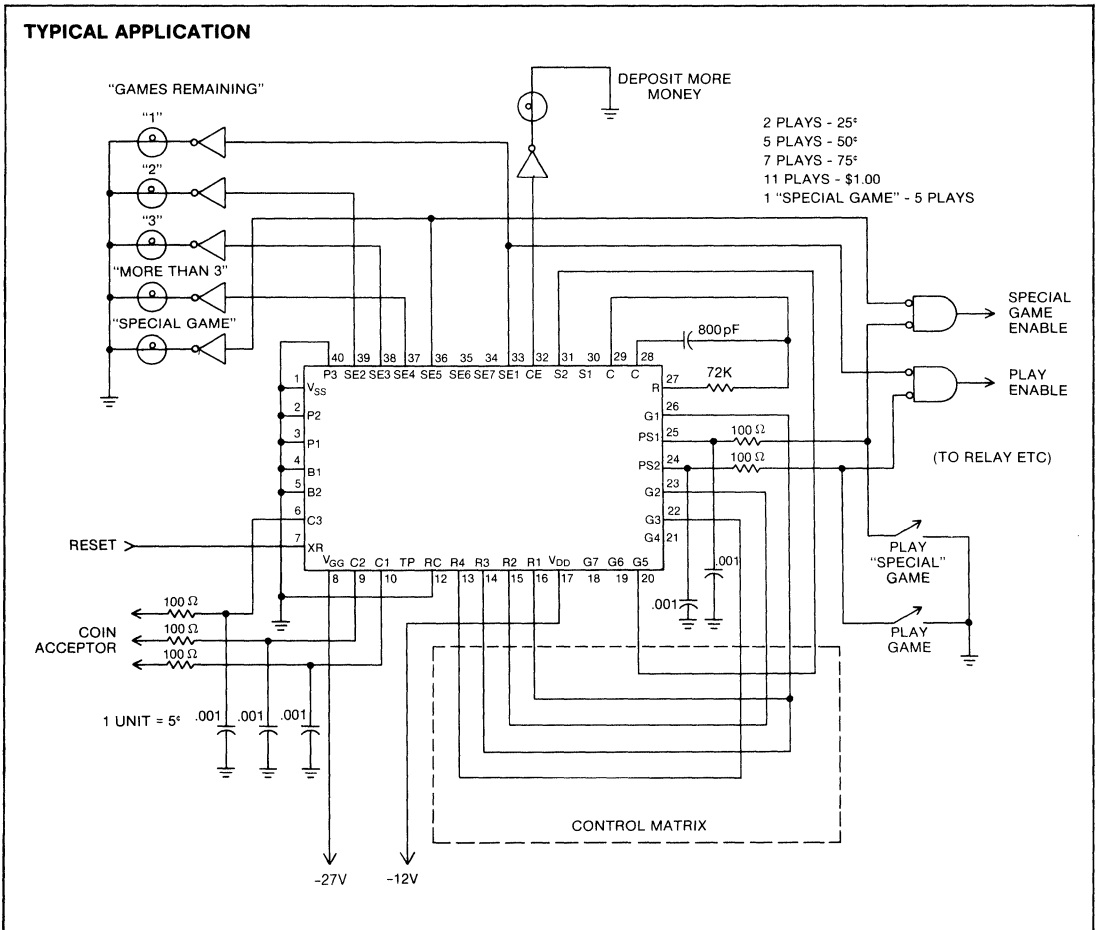 TYPICAL APPLICATION
"GAMES REMAINING"
"1"
"2"
"3"
"MORE THAN 3"
"SPECIAL GAME"
DEPOSIT MORE
MONEY
2 PLAYS - 25¢
5 PLAYS - 50¢
7 PLAYS - 75¢
11 PLAYS - $1.00
1 "SPECIAL GAME" - 5 PLAYS
SPECIAL
GAME
ENABLE
PLAY
ENABLE
(TO RELAY ETC)
800pF
72K
40 39 38 37 36 35 34 33 32 31 30 29 28
P3 SE2 SE3 SE4 SE5 SE6 SE7 SE1 CE S2 S1 C C
1 VSS
2 P2
3 P1
4 B1
5 B2
6 C3
7 XR
R 27
G1 26
PS1 25
PS2 24
G2 23
G3 22
G4 21
100 Ω
100 Ω
VGG C2 C1 TP RC R4 R3 R2 R1 VDD G7 G6 G5
8 9 10 12 13 14 15 16 17 18 19 20
.001
.001
RESET
PLAY
"SPECIAL"
GAME
PLAY
GAME
100 Ω
100 Ω
100 Ω
COIN
ACCEPTOR
1 UNIT = 5¢
.001 .001 .001
CONTROL MATRIX
-27V
-12V